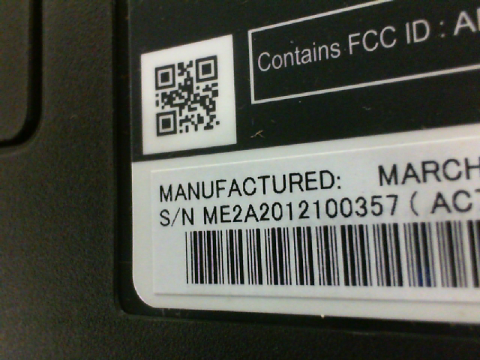 Contains FCC ID :
MANUFACTURED: MARCH
S/N ME2A2012100357 ( ACT